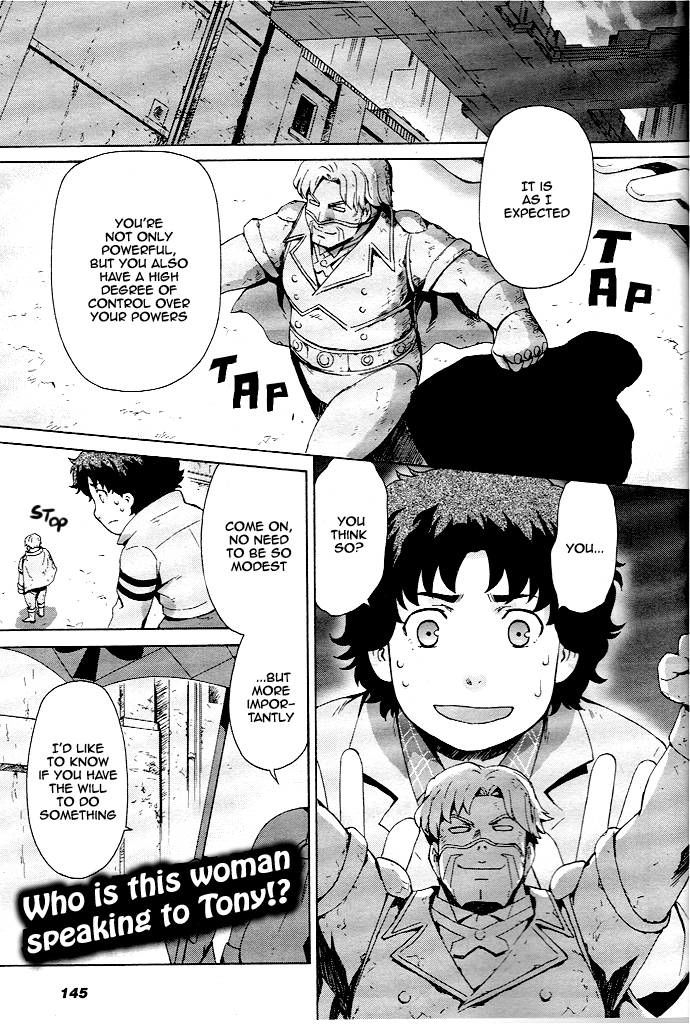 IT IS
AS I
EXPECTED
TAP
YOU'RE
NOT ONLY
POWERFUL,
BUT YOU ALSO
HAVE A HIGH
DEGREE OF
CONTROL OVER
YOUR POWERS
TAP
YOU...
YOU
THINK
SO?
COME ON,
NO NEED
TO BE SO
MODEST
STOP
...BUT
MORE
IMPOR-
TANTLY
I'D LIKE
TO KNOW
IF YOU HAVE
THE WILL
TO DO
SOMETHING
Who is this woman
speaking to Tony!?
145